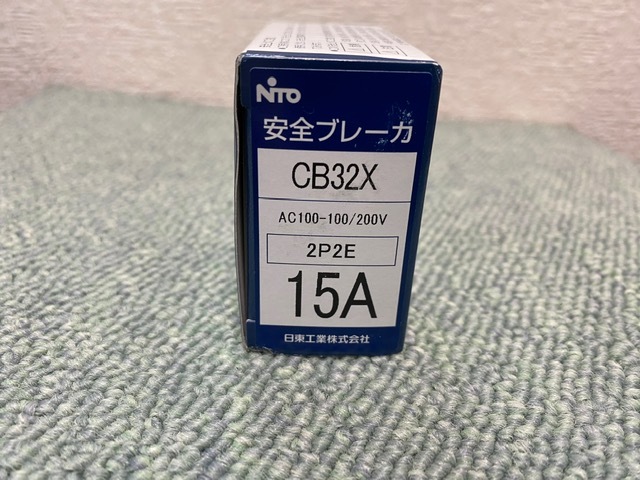 NITO
安全ブレーカ
CB32X
AC100-100/200V
2P2E
15A
日東工業株式会社